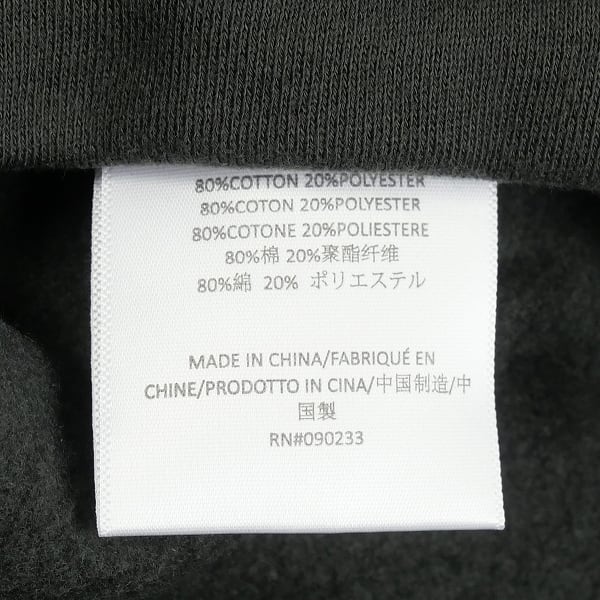 80%COTTON 20%POLYESTER
80%COTON 20%POLYESTER
80%COTONE 20%POLIESTERE
80%棉 20%聚酯纤维
80%綿 20% ポリエステル
MADE IN CHINA/FABRIQUÉ EN
CHINE/PRODOTTO IN CINA/中国制造/中
国製
RN#090233